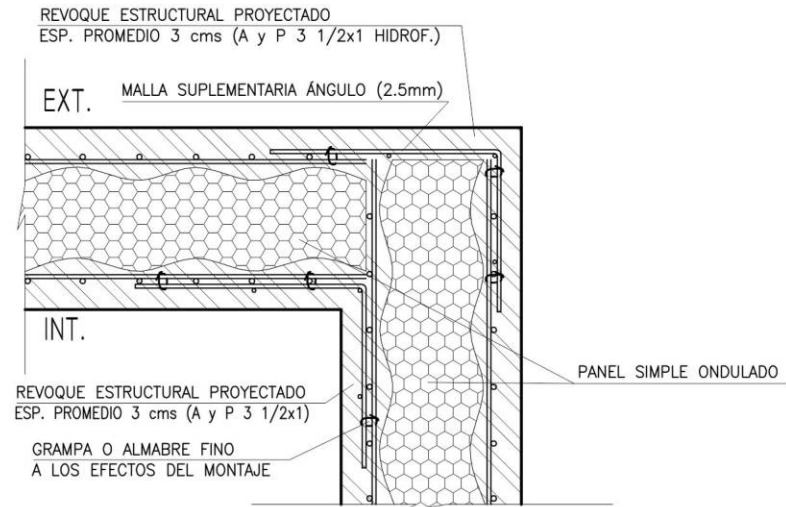 REVOQUE ESTRUCTURAL PROYECTADO
ESP. PROMEDIO 3 cms (A y P 3 1/2x1 HIDROF.)
EXT.
MALLA SUPLEMENTARIA ÁNGULO (2.5mm)
INT.
PANEL SIMPLE ONDULADO
REVOQUE ESTRUCTURAL PROYECTADO
ESP. PROMEDIO 3 cms (A y P 3 1/2x1)
GRAMPA O ALMABRE FINO
A LOS EFECTOS DEL MONTAJE